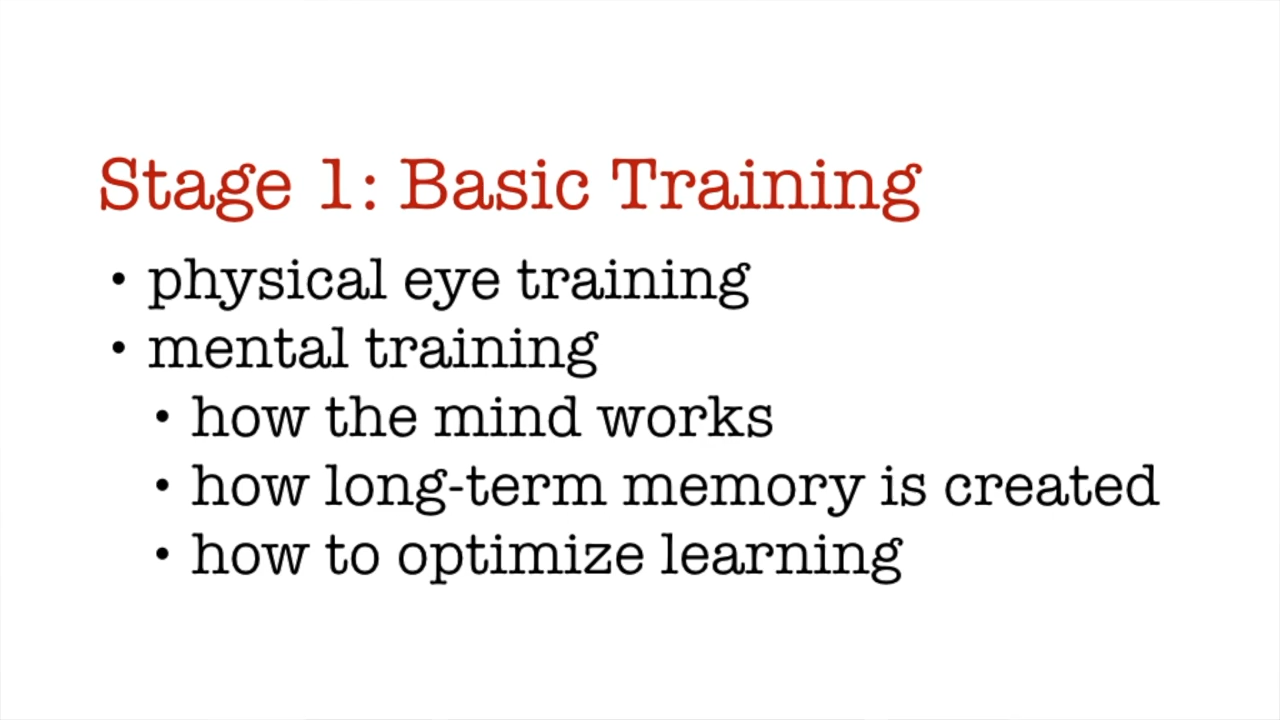 Stage 1: Basic Training
• physical eye training
• mental training
• how the mind works
• how long-term memory is created
• how to optimize learning